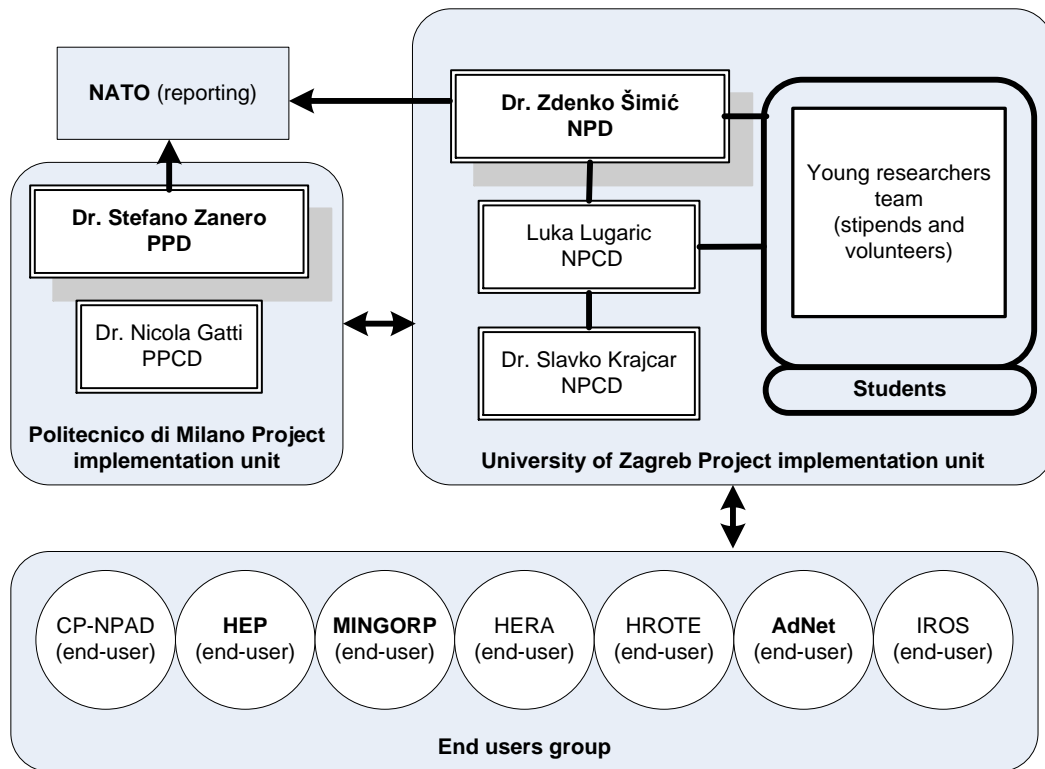 NATO (reporting)
Dr. Zdenko Šimić
NPD
Young researchers
team
(stipends and
volunteers)
Dr. Stefano Zanero
PPD
Luka Lugaric
NPCD
Dr. Nicola Gatti
PPCD
Dr. Slavko Krajcar
NPCD
Students
Politecnico di Milano Project
implementation unit
University of Zagreb Project implementation unit
CP-NPAD
(end-user)
HEP
(end-user)
MINGORP
(end-user)
HERA
(end-user)
HROTE
(end-user)
AdNet
(end-user)
IROS
(end-user)
End users group